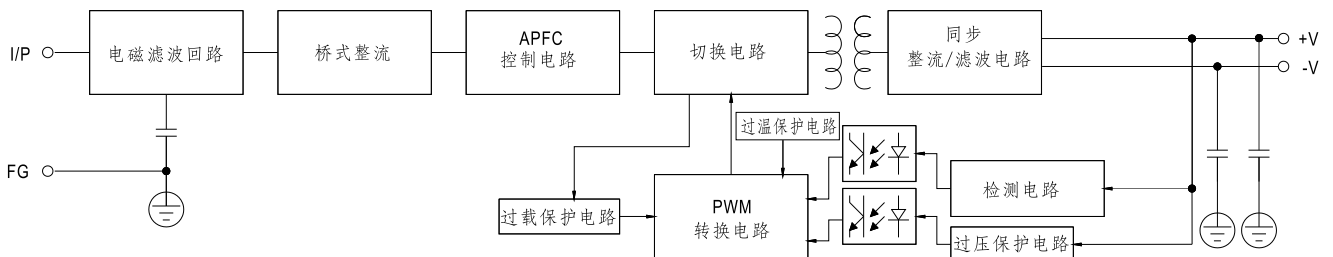 I/P
电磁滤波回路
桥式整流
APFC
控制电路
切换电路
同步
整流/滤波电路
+V
-V
过温保护电路
FG
过载保护电路
PWM
转换电路
检测电路
过压保护电路